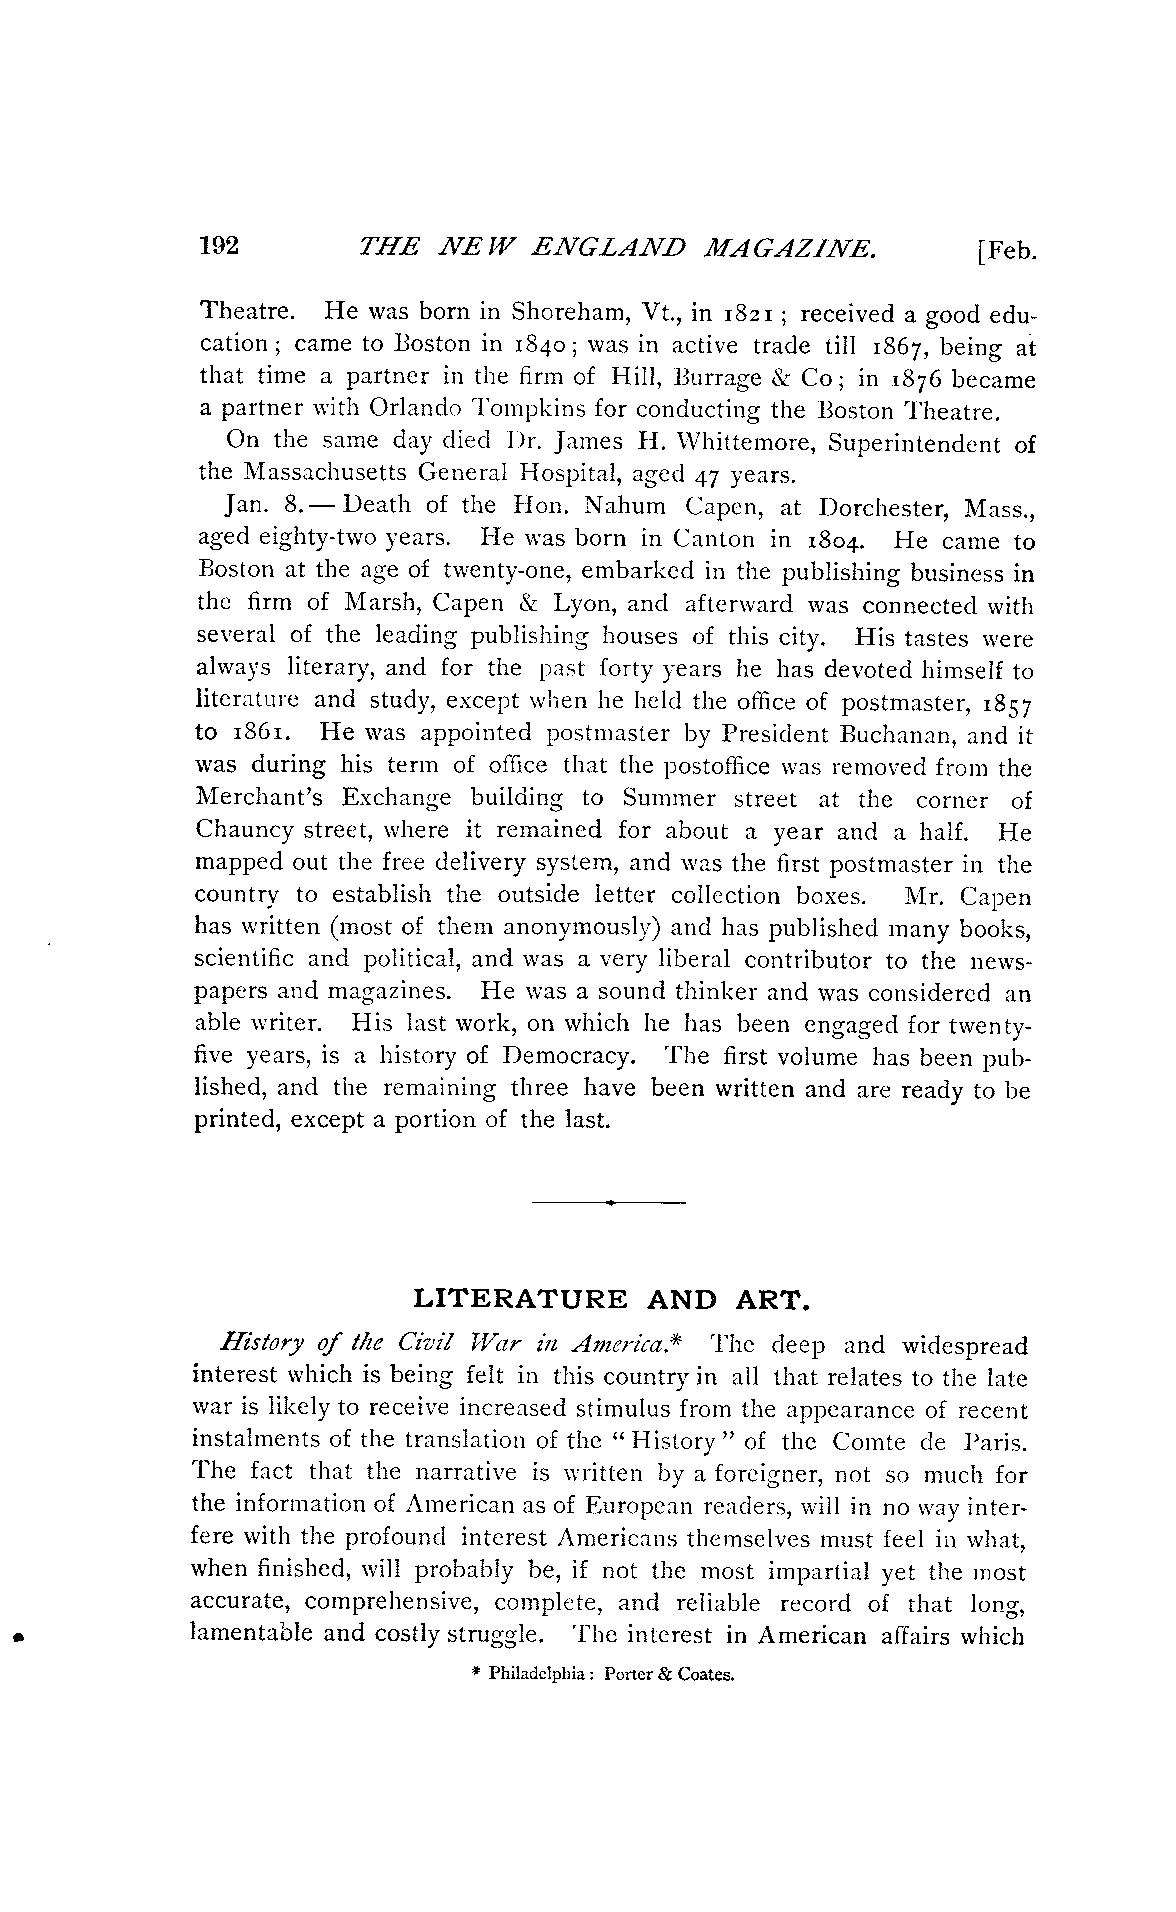 192 THE NEW ENGLAND MAGAZINE. [Feb.
Theatre. He was born in Shoreham, Vt., in 1821; received a good edu-
cation; came to Boston in 1840; was in active trade till 1867, being at
that time a partner in the firm of Hill, Burrage & Co; in 1876 became
a partner with Orlando Tompkins for conducting the Boston Theatre.
On the same day died Dr. James H. Whittemore, Superintendent of
the Massachusetts General Hospital, aged 47 years.
Jan. 8.— Death of the Hon. Nahum Capen, at Dorchester, Mass.,
aged eighty-two years. He was born in Canton in 1804. He came to
Boston at the age of twenty-one, embarked in the publishing business in
the firm of Marsh, Capen & Lyon, and afterward was connected with
several of the leading publishing houses of this city. His tastes were
always literary, and for the past forty years he has devoted himself to
literature and study, except when he held the office of postmaster, 1857
to 1861. He was appointed postmaster by President Buchanan, and it
was during his term of office that the postoffice was removed from the
Merchant's Exchange building to Summer street at the corner of
Chauncy street, where it remained for about a year and a half. He
mapped out the free delivery system, and was the first postmaster in the
country to establish the outside letter collection boxes. Mr. Capen
has written (most of them anonymously) and has published many books,
scientific and political, and was a very liberal contributor to the news-
papers and magazines. He was a sound thinker and was considered an
able writer. His last work, on which he has been engaged for twenty-
five years, is a history of Democracy. The first volume has been pub-
lished, and the remaining three have been written and are ready to be
printed, except a portion of the last.
LITERATURE AND ART.
History of the Civil War in America.* The deep and widespread
interest which is being felt in this country in all that relates to the late
war is likely to receive increased stimulus from the appearance of recent
instalments of the translation of the "History" of the Comte de Paris.
The fact that the narrative is written by a foreigner, not so much for
the information of American as of European readers, will in no way inter-
fere with the profound interest Americans themselves must feel in what,
when finished, will probably be, if not the most impartial yet the most
accurate, comprehensive, complete, and reliable record of that long,
lamentable and costly struggle. The interest in American affairs which
* Philadelphia: Porter & Coates.